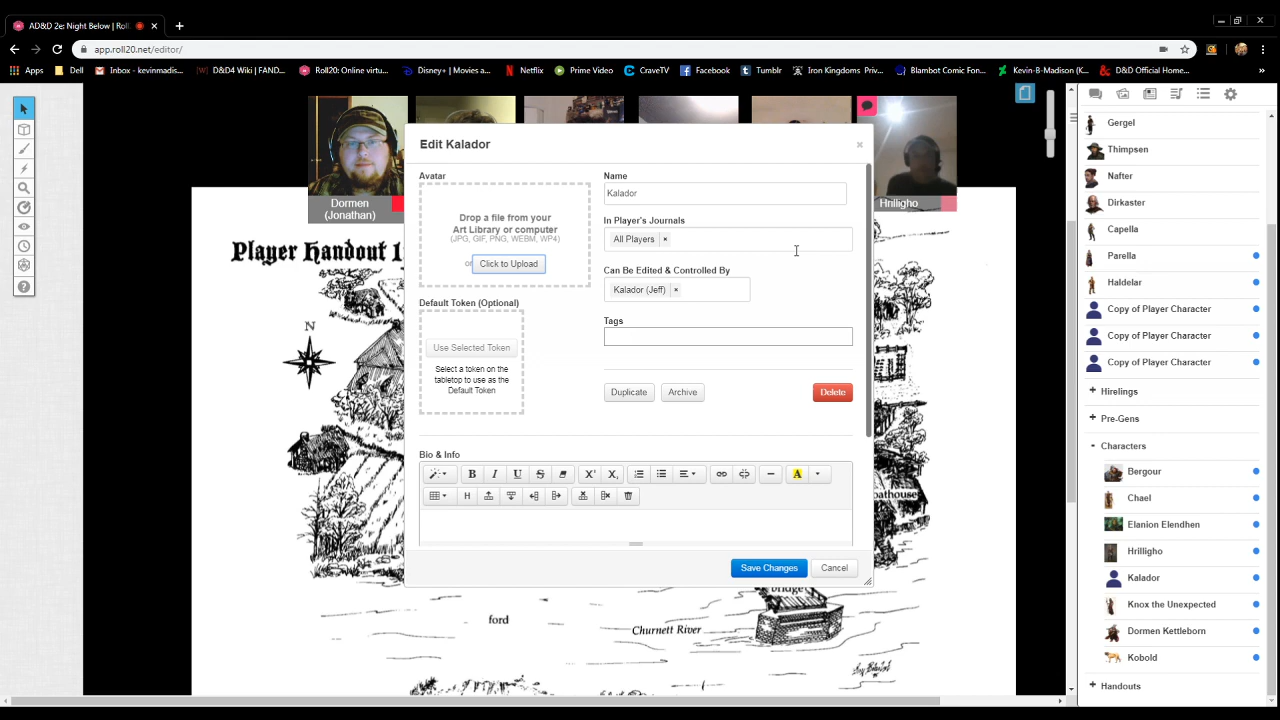 AD&D 2e: Night Below | Roll
app.roll20.net/editor/
Apps
Dell
Inbox - kevinmadis...
D&D4 Wiki | FAND...
Roll20: Online virtu...
Disney+ | Movies a...
Netflix
Prime Video
CraveTV
Facebook
Tumblr
Iron Kingdoms Priv...
Blambot Comic Fon...
Kevin-B-Madison (K...
D&D Official Home...
»
Dormen
(Jonathan)
Hriligho
Player Handout 1
N
oathouse
bridge
ford
Churnett River
Edit Kalador
Avatar
Drop a file from your
Art Library or computer
(JPG, GIF, PNG, WEBM, WP4)
or Click to Upload
Default Token (Optional)
Use Selected Token
Select a token on the
tabletop to use as the
Default Token
Name
Kalador
In Player's Journals
All Players ×
Can Be Edited & Controlled By
Kalador (Jeff) ×
Tags
Duplicate
Archive
Delete
Bio & Info
B I U S X¹ X, A
H
Save Changes
Cancel
Gergel
Thimpsen
Nafter
Dirkaster
Capella
Parella
Haldelar
Copy of Player Character
Copy of Player Character
Copy of Player Character
+ Hirelings
+ Pre-Gens
- Characters
Bergour
Chael
Elanion Elendhen
Hrilligho
Kalador
Knox the Unexpected
Dormen Kettleborn
Kobold
+ Handouts